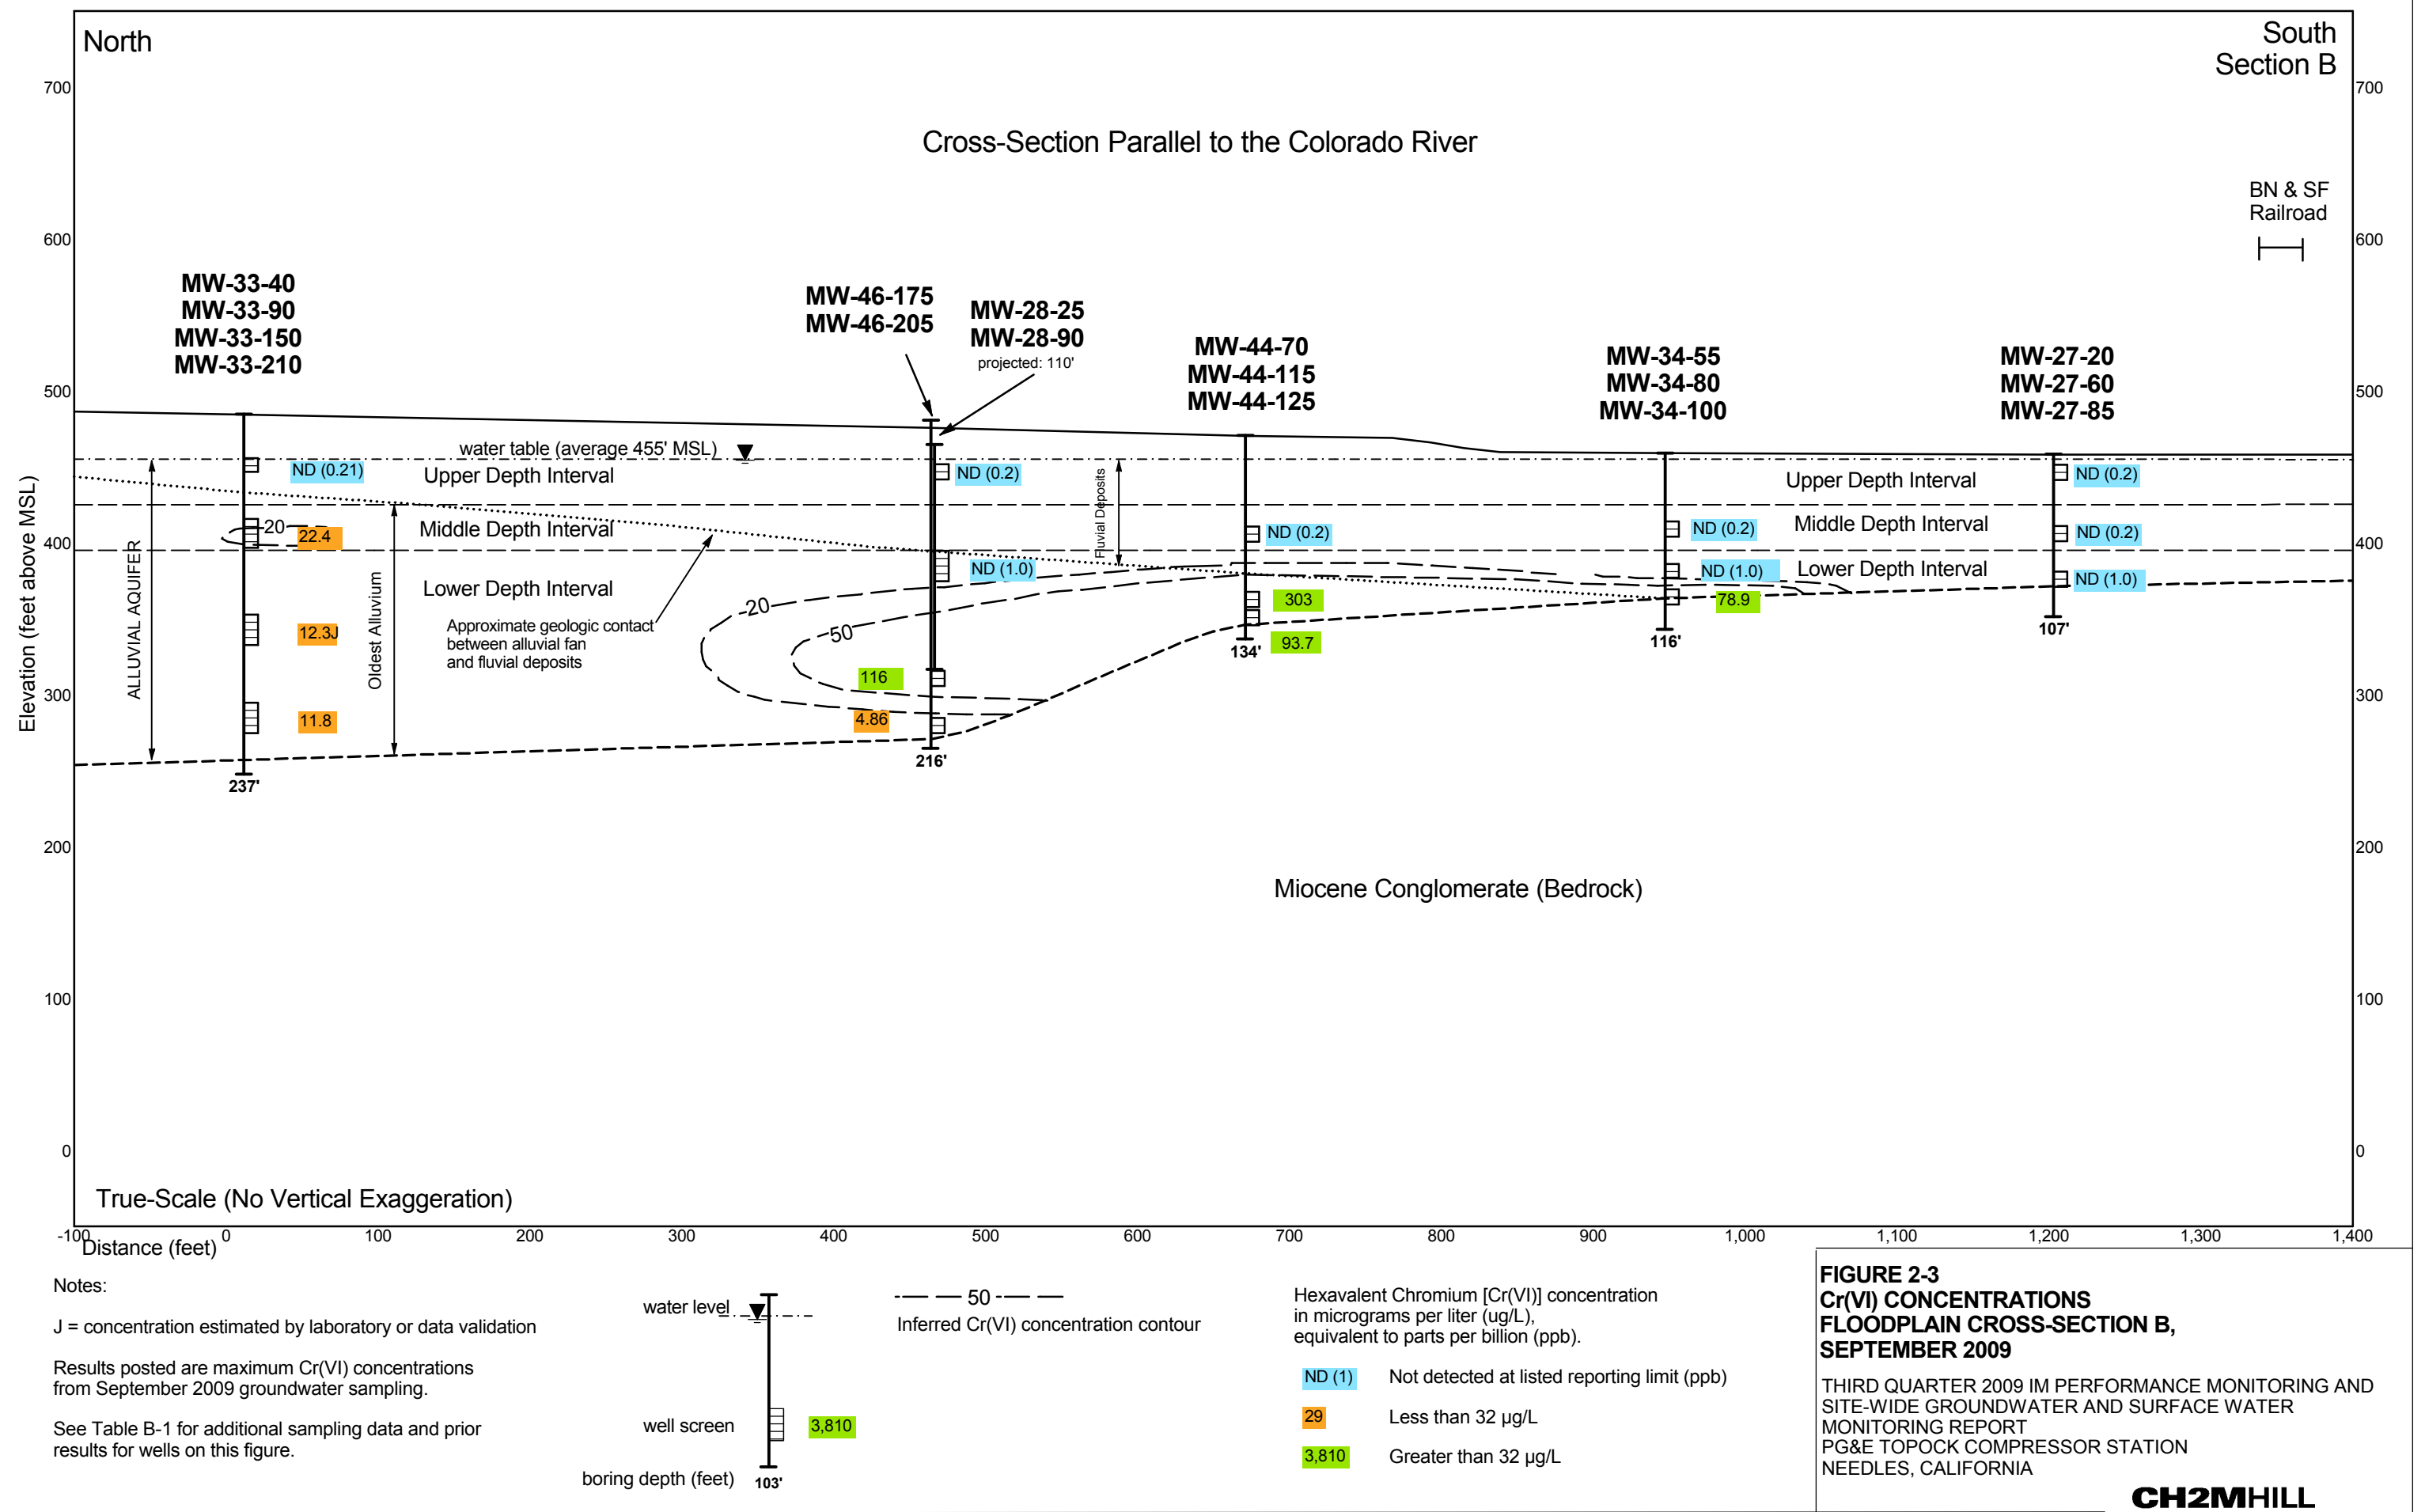 North
South
Section B
Cross-Section Parallel to the Colorado River
BN & SF
Railroad
700
600
500
400
300
200
100
0
Elevation (feet above MSL)
700
600
500
400
300
200
100
0
MW-33-40
MW-33-90
MW-33-150
MW-33-210
MW-46-175
MW-46-205
MW-28-25
MW-28-90
projected: 110'
MW-44-70
MW-44-115
MW-44-125
MW-34-55
MW-34-80
MW-34-100
MW-27-20
MW-27-60
MW-27-85
water table (average 455' MSL)
Upper Depth Interval
Middle Depth Interval
Lower Depth Interval
Approximate geologic contact
between alluvial fan
and fluvial deposits
ALLUVIAL AQUIFER
Oldest Alluvium
Fluvial Deposits
Upper Depth Interval
Middle Depth Interval
Lower Depth Interval
ND (0.21)
20
22.4
12.3J
11.8
237'
ND (0.2)
ND (1.0)
20
50
116
4.86
216'
ND (0.2)
303
93.7
134'
ND (0.2)
ND (1.0)
78.9
116'
ND (0.2)
ND (0.2)
ND (1.0)
107'
Miocene Conglomerate (Bedrock)
True-Scale (No Vertical Exaggeration)
-100 0 100 200 300 400 500 600 700 800 900 1,000 1,100 1,200 1,300 1,400
Distance (feet)
Notes:
J = concentration estimated by laboratory or data validation
Results posted are maximum Cr(VI) concentrations
from September 2009 groundwater sampling.
See Table B-1 for additional sampling data and prior
results for wells on this figure.
water level
well screen
3,810
boring depth (feet)
103'
50
Inferred Cr(VI) concentration contour
Hexavalent Chromium [Cr(VI)] concentration
in micrograms per liter (ug/L),
equivalent to parts per billion (ppb).
ND (1) Not detected at listed reporting limit (ppb)
29 Less than 32 µg/L
3,810 Greater than 32 µg/L
FIGURE 2-3
Cr(VI) CONCENTRATIONS
FLOODPLAIN CROSS-SECTION B,
SEPTEMBER 2009
THIRD QUARTER 2009 IM PERFORMANCE MONITORING AND
SITE-WIDE GROUNDWATER AND SURFACE WATER
MONITORING REPORT
PG&E TOPOCK COMPRESSOR STATION
NEEDLES, CALIFORNIA
CH2MHILL